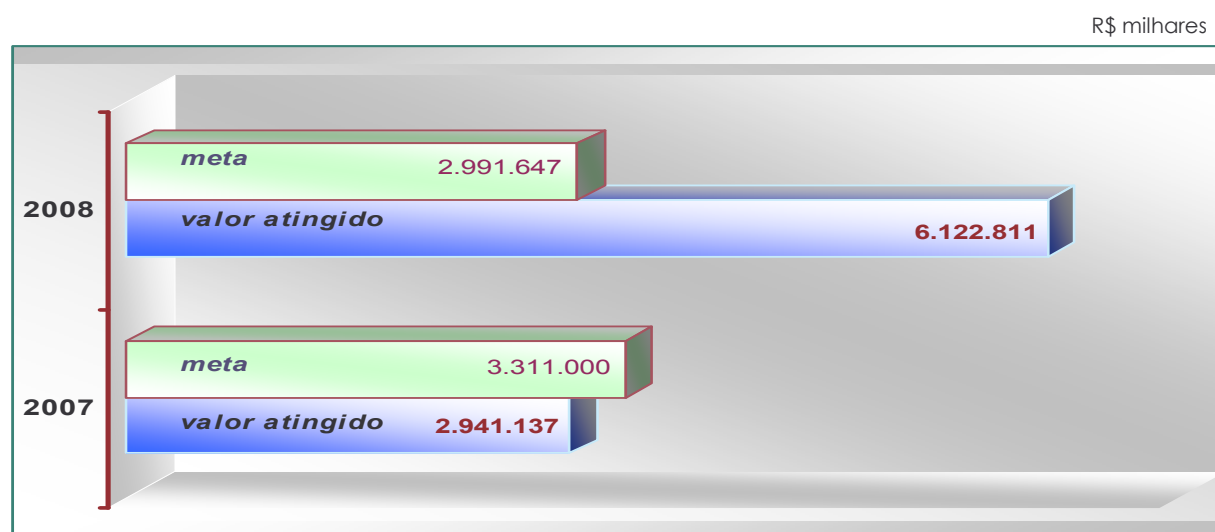 R$ milhares
meta 2.991.647
2008
valor atingido 6.122.811
meta 3.311.000
2007
valor atingido 2.941.137